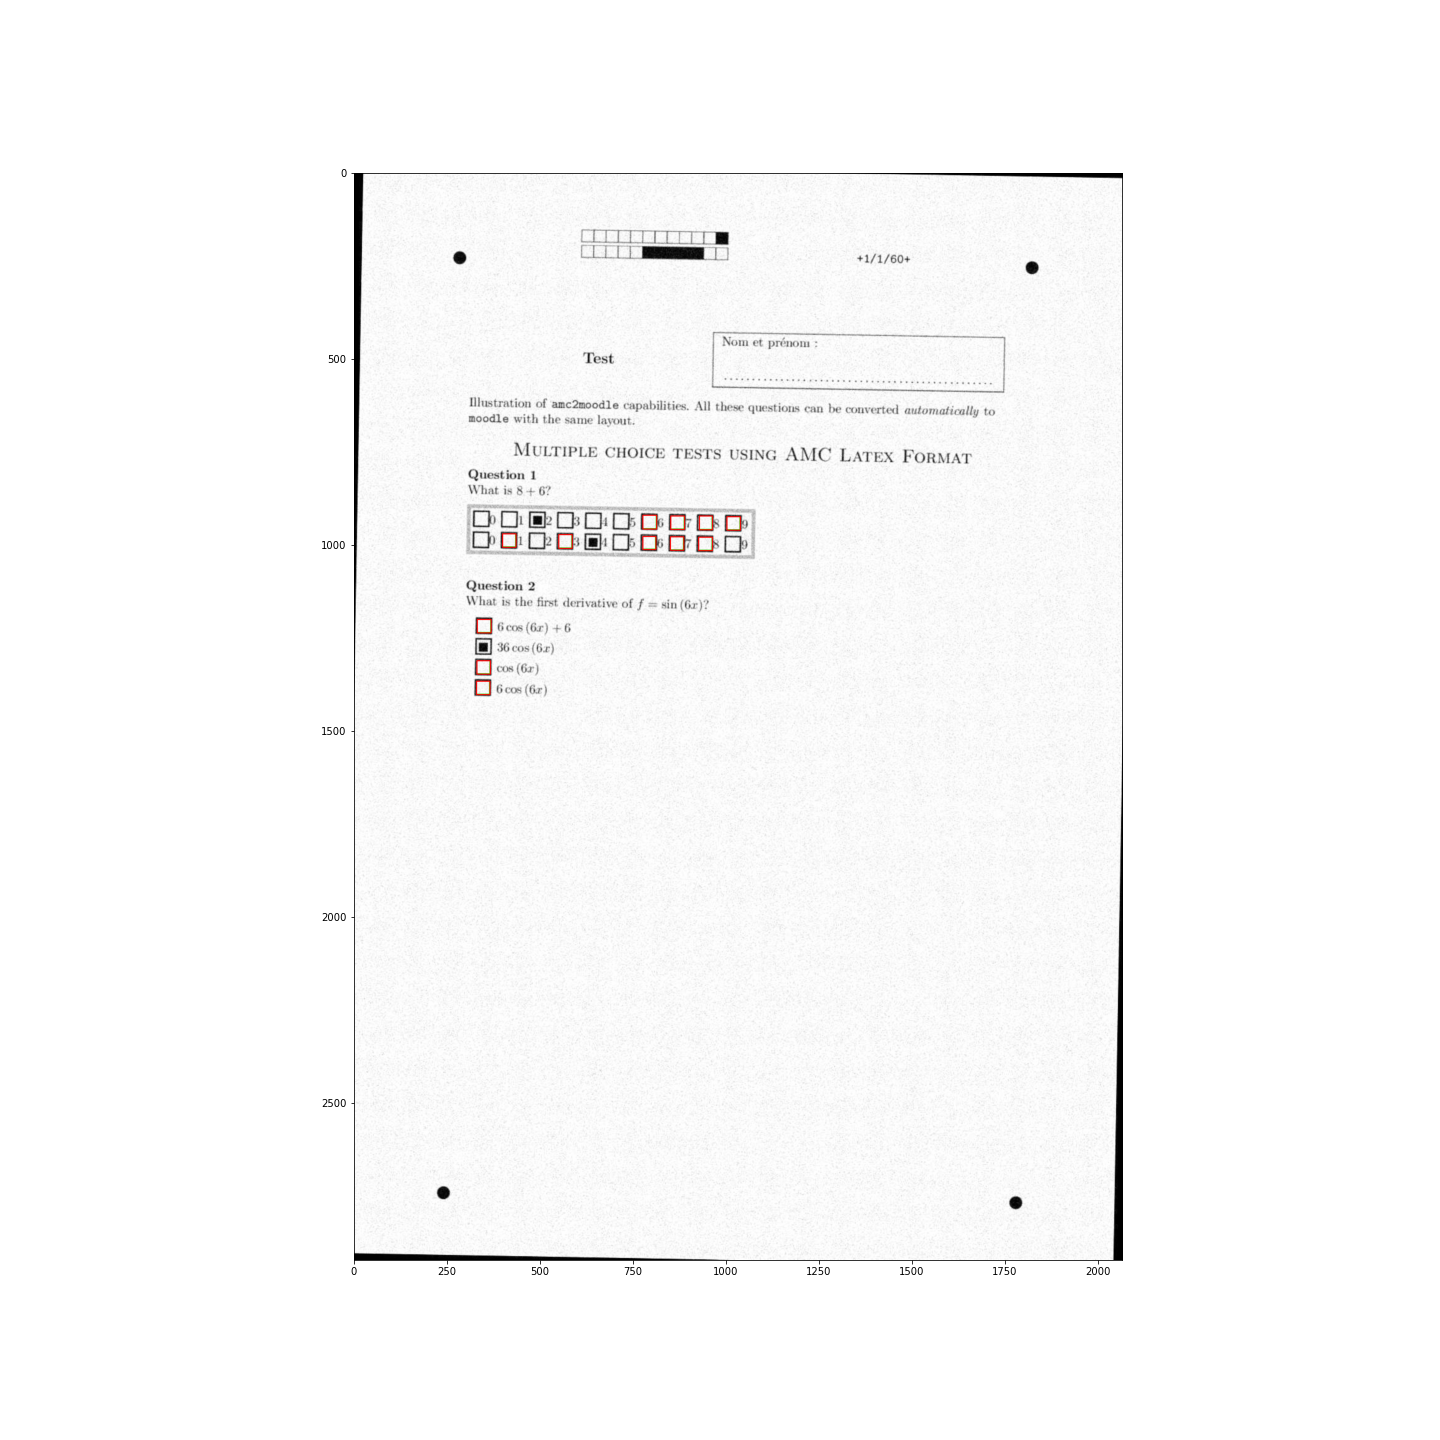 +1/1/60+
Nom et prénom :
Test
Illustration of amc2moodle capabilities. All these questions can be converted automatically to
moodle with the same layout.
MULTIPLE CHOICE TESTS USING AMC LATEX FORMAT
Question 1
What is 8 + 6?
0 1 2 3 4 5 6 7 8 9
0 1 2 3 4 5 6 7 8 9
Question 2
What is the first derivative of f = sin (6x)?
6 cos (6x) + 6
36 cos (6x)
cos (6x)
6 cos (6x)
0
500
1000
1500
2000
2500
0 250 500 750 1000 1250 1500 1750 2000